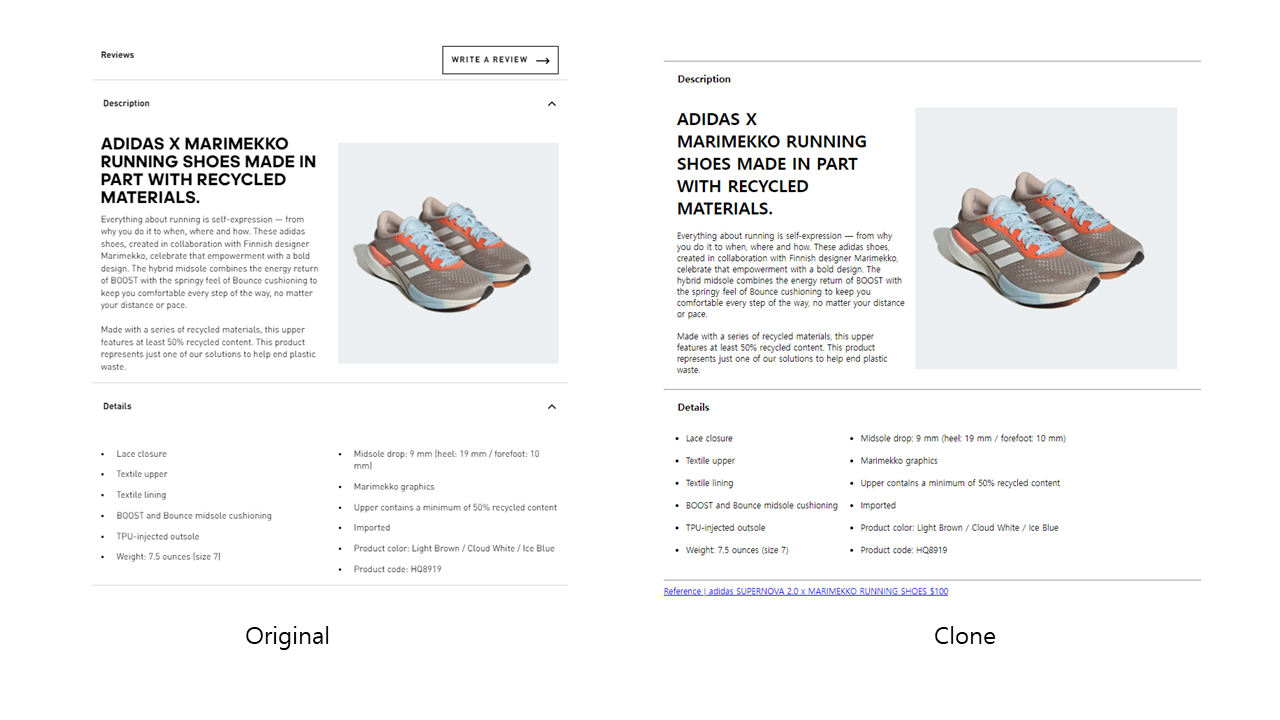 Reviews
WRITE A REVIEW
Description
ADIDAS X MARIMEKKO
RUNNING SHOES MADE IN
PART WITH RECYCLED
MATERIALS.
Everything about running is self-expression — from
why you do it to when, where and how. These adidas
shoes, created in collaboration with Finnish designer
Marimekko, celebrate that empowerment with a bold
design. The hybrid midsole combines the energy return
of BOOST with the springy feel of Bounce cushioning to
keep you comfortable every step of the way, no matter
your distance or pace.
Made with a series of recycled materials, this upper
features at least 50% recycled content. This product
represents just one of our solutions to help end plastic
waste.
Details
• Lace closure
• Textile upper
• Textile lining
• BOOST and Bounce midsole cushioning
• TPU-injected outsole
• Weight: 7.5 ounces (size 7)
• Midsole drop: 9 mm (heel: 19 mm / forefoot: 10
mm)
• Marimekko graphics
• Upper contains a minimum of 50% recycled content
• Imported
• Product color: Light Brown / Cloud White / Ice Blue
• Product code: HQ8919
Original
Description
ADIDAS X
MARIMEKKO RUNNING
SHOES MADE IN PART
WITH RECYCLED
MATERIALS.
Everything about running is self-expression — from why
you do it to when, where and how. These adidas shoes,
created in collaboration with Finnish designer Marimekko,
celebrate that empowerment with a bold design. The
hybrid midsole combines the energy return of BOOST with
the springy feel of Bounce cushioning to keep you
comfortable every step of the way, no matter your distance
or pace.
Made with a series of recycled materials, this upper
features at least 50% recycled content. This product
represents just one of our solutions to help end plastic
waste.
Details
• Lace closure
• Textile upper
• Textile lining
• BOOST and Bounce midsole cushioning
• TPU-injected outsole
• Weight: 7.5 ounces (size 7)
• Midsole drop: 9 mm (heel: 19 mm / forefoot: 10 mm)
• Marimekko graphics
• Upper contains a minimum of 50% recycled content
• Imported
• Product color: Light Brown / Cloud White / Ice Blue
• Product code: HQ8919
Reference | adidas SUPERNOVA 2.0 x MARIMEKKO RUNNING SHOES $100
Clone